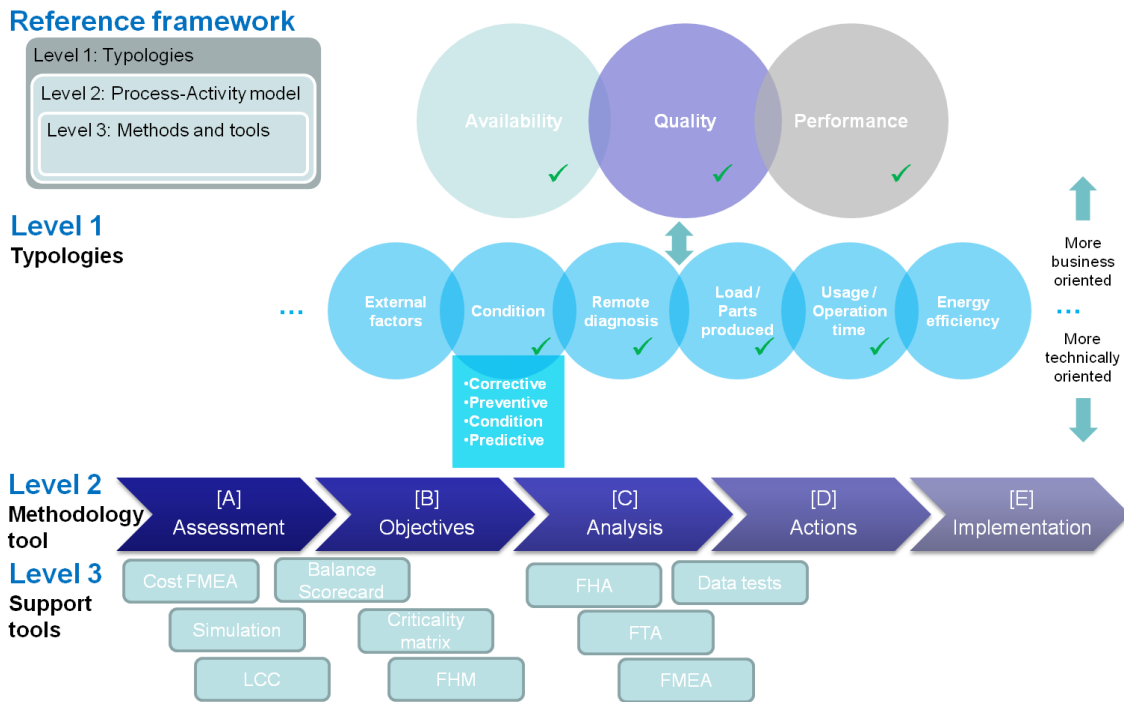 Reference framework
Level 1: Typologies
Level 2: Process-Activity model
Level 3: Methods and tools
Availability
Quality
Performance
✓
✓
✓
Level 1
Typologies
More
business
oriented
...
More
technically
oriented
...
External
factors
Condition
Remote
diagnosis
Load /
Parts
produced
Usage /
Operation
time
Energy
efficiency
✓
✓
✓
✓
•Corrective
•Preventive
•Condition
•Predictive
Level 2
Methodology
tool
[A]
Assessment
[B]
Objectives
[C]
Analysis
[D]
Actions
[E]
Implementation
Level 3
Support
tools
Cost FMEA
Simulation
LCC
Balance
Scorecard
Criticality
matrix
FHM
FHA
FTA
FMEA
Data tests